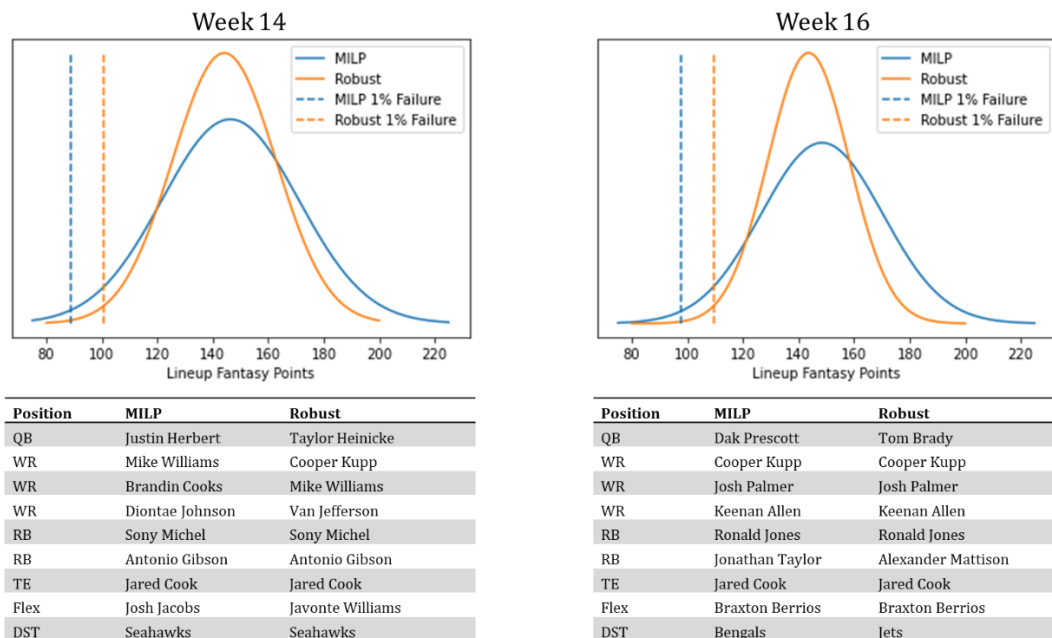 Week 14
MILP
Robust
MILP 1% Failure
Robust 1% Failure
80 100 120 140 160 180 200 220
Lineup Fantasy Points
Position MILP Robust
QB Justin Herbert Taylor Heinicke
WR Mike Williams Cooper Kupp
WR Brandin Cooks Mike Williams
WR Diontae Johnson Van Jefferson
RB Sony Michel Sony Michel
RB Antonio Gibson Antonio Gibson
TE Jared Cook Jared Cook
Flex Josh Jacobs Javonte Williams
DST Seahawks Seahawks
Week 16
MILP
Robust
MILP 1% Failure
Robust 1% Failure
80 100 120 140 160 180 200 220
Lineup Fantasy Points
Position MILP Robust
QB Dak Prescott Tom Brady
WR Cooper Kupp Cooper Kupp
WR Josh Palmer Josh Palmer
WR Keenan Allen Keenan Allen
RB Ronald Jones Ronald Jones
RB Jonathan Taylor Alexander Mattison
TE Jared Cook Jared Cook
Flex Braxton Berrios Braxton Berrios
DST Bengals Jets